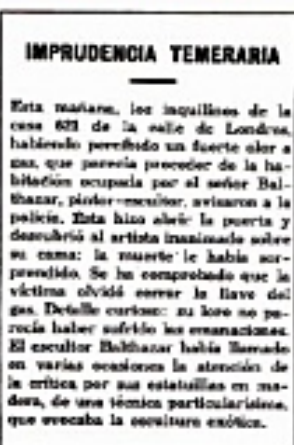 IMPRUDENCIA TEMERARIA
Esta mañana, los inquilinos de la
casa 621 de la calle de Londres,
habiendo percibido un fuerte olor a
gas, que parecía proceder de la ha-
bitación ocupada por el señor Bal-
thazar, pintor-escultor, avisaron a la
policía. Esta hizo abrir la puerta y
descubrió al artista inanimado sobre
su cama: la muerte le había sor-
prendido. Se ha comprobado que la
víctima olvidó cerrar la llave del
gas. Detalle curioso: su loro no pa-
recía haber sufrido las emanaciones.
El escultor Balthazar había llamado
en varias ocasiones la atención de
la crítica por sus estatuillas en ma-
dera, de una técnica particularísima,
que evocaba la escultura exótica.